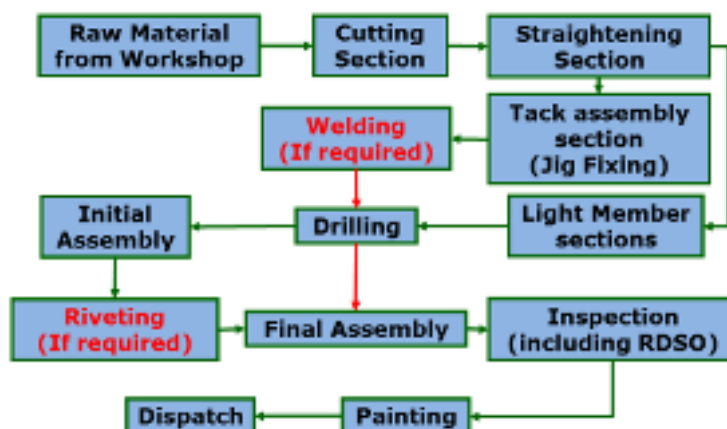 Raw Material
from Workshop
Cutting
Section
Straightening
Section
Welding
(If required)
Tack assembly
section
(Jig Fixing)
Initial
Assembly
Drilling
Light Member
sections
Riveting
(If required)
Final Assembly
Inspection
(including RDSO)
Dispatch
Painting